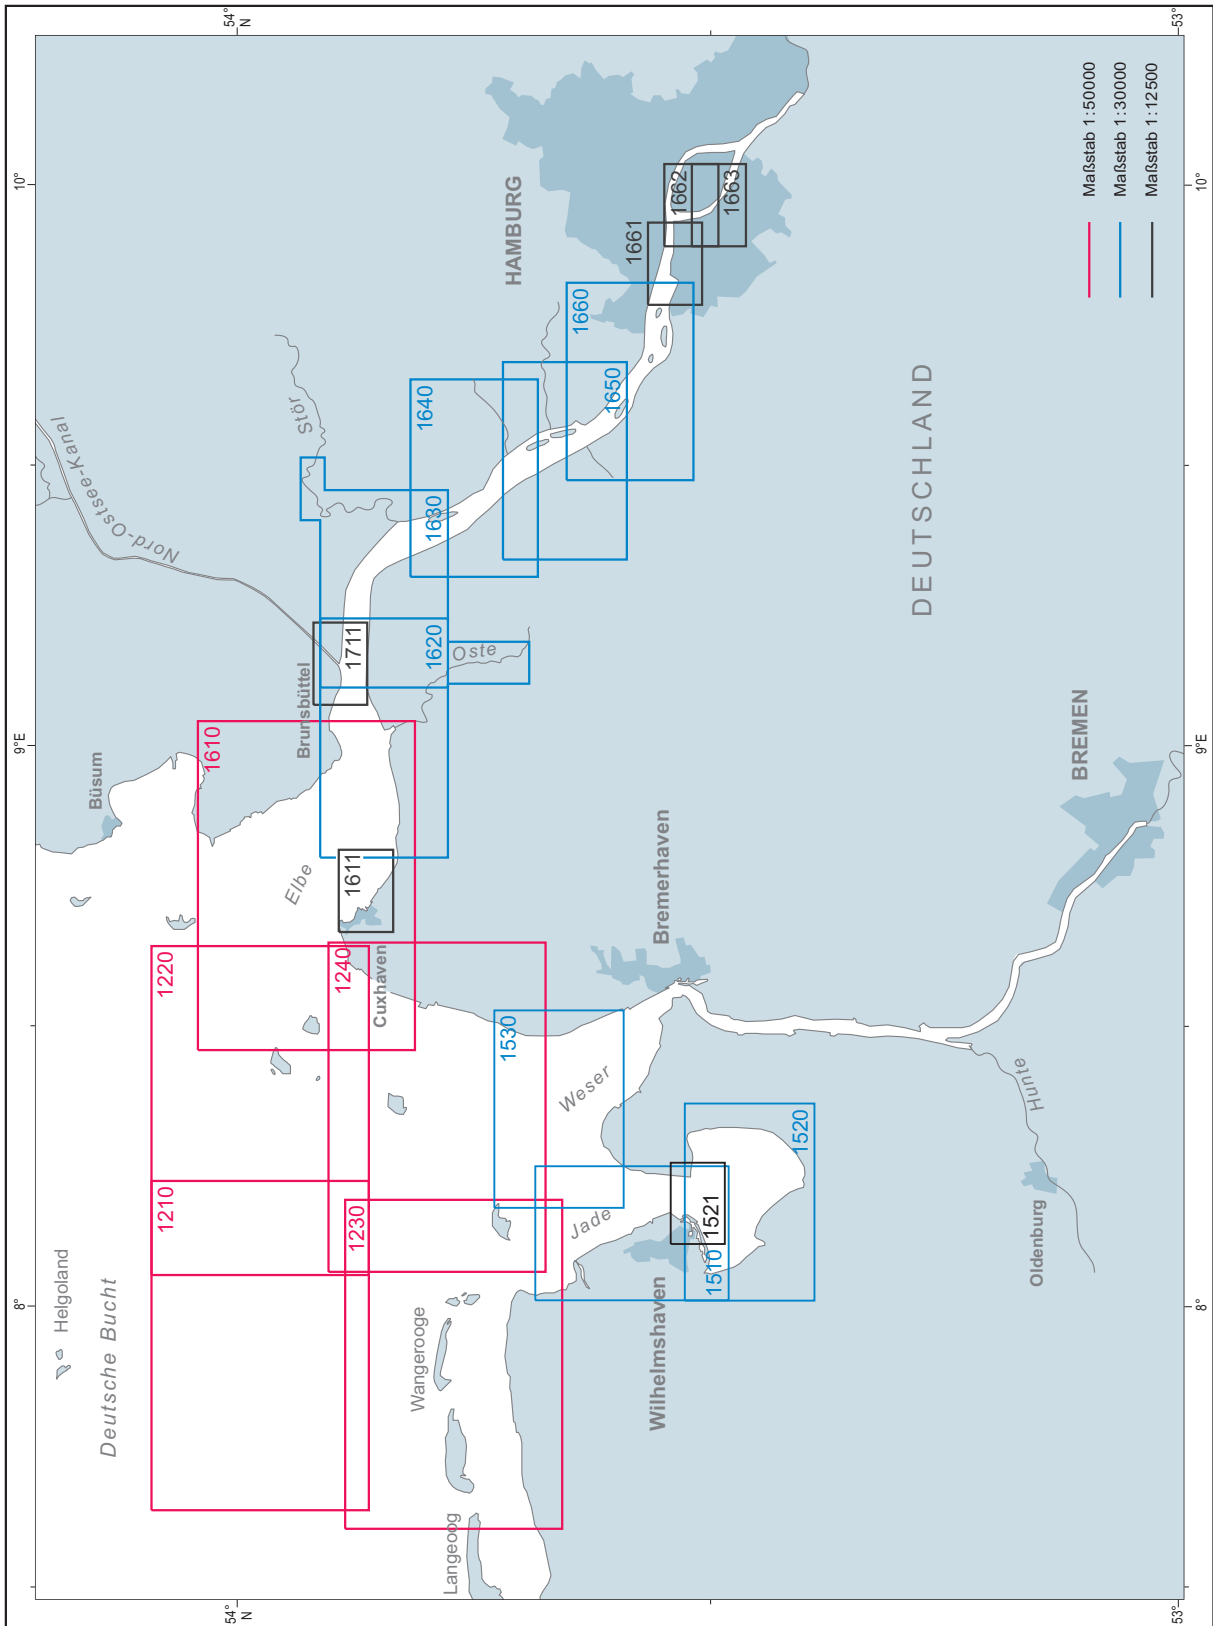 8°
9°E
10°
54°
N
54°
N
Helgoland
Deutsche Bucht
Büsum
1210
1220
1610
Nord-Ostsee-Kanal
Stör
Elbe
Brunsbüttel
1230
1240
1611
1711
Cuxhaven
1620
1630
1640
Oste
Langeoog
Wangerooge
1530
1650
1660
HAMBURG
Jade
Weser
1661
1662
1663
Wilhelmshaven
Bremerhaven
1510
1521
1520
DEUTSCHLAND
Oldenburg
Hunte
BREMEN
Maßstab 1:50000
Maßstab 1:30000
Maßstab 1:12500
53°
53°
8°
9°E
10°